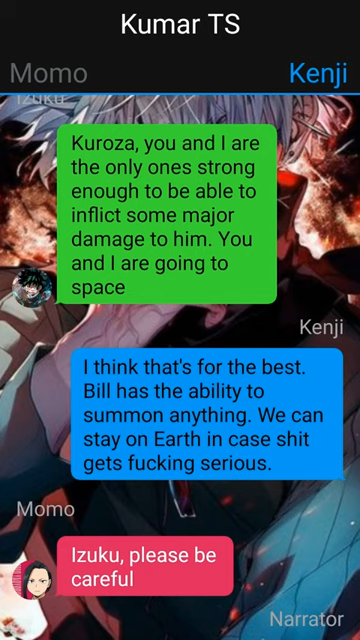 Kumar TS
Momo
Kenji
Izuku
Kuroza, you and I are
the only ones strong
enough to be able to
inflict some major
damage to him. You
and I are going to
space
Kenji
I think that's for the best.
Bill has the ability to
summon anything. We can
stay on Earth in case shit
gets fucking serious.
Momo
Izuku, please be
careful
Narrator